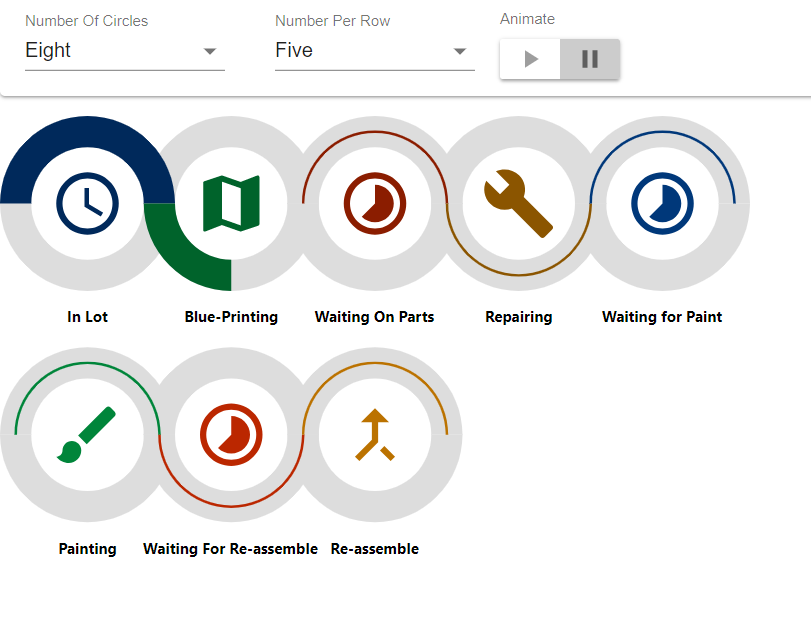 Number Of Circles
Number Per Row
Animate
Eight
Five
In Lot
Blue-Printing
Waiting On Parts
Repairing
Waiting for Paint
Painting
Waiting For Re-assemble
Re-assemble